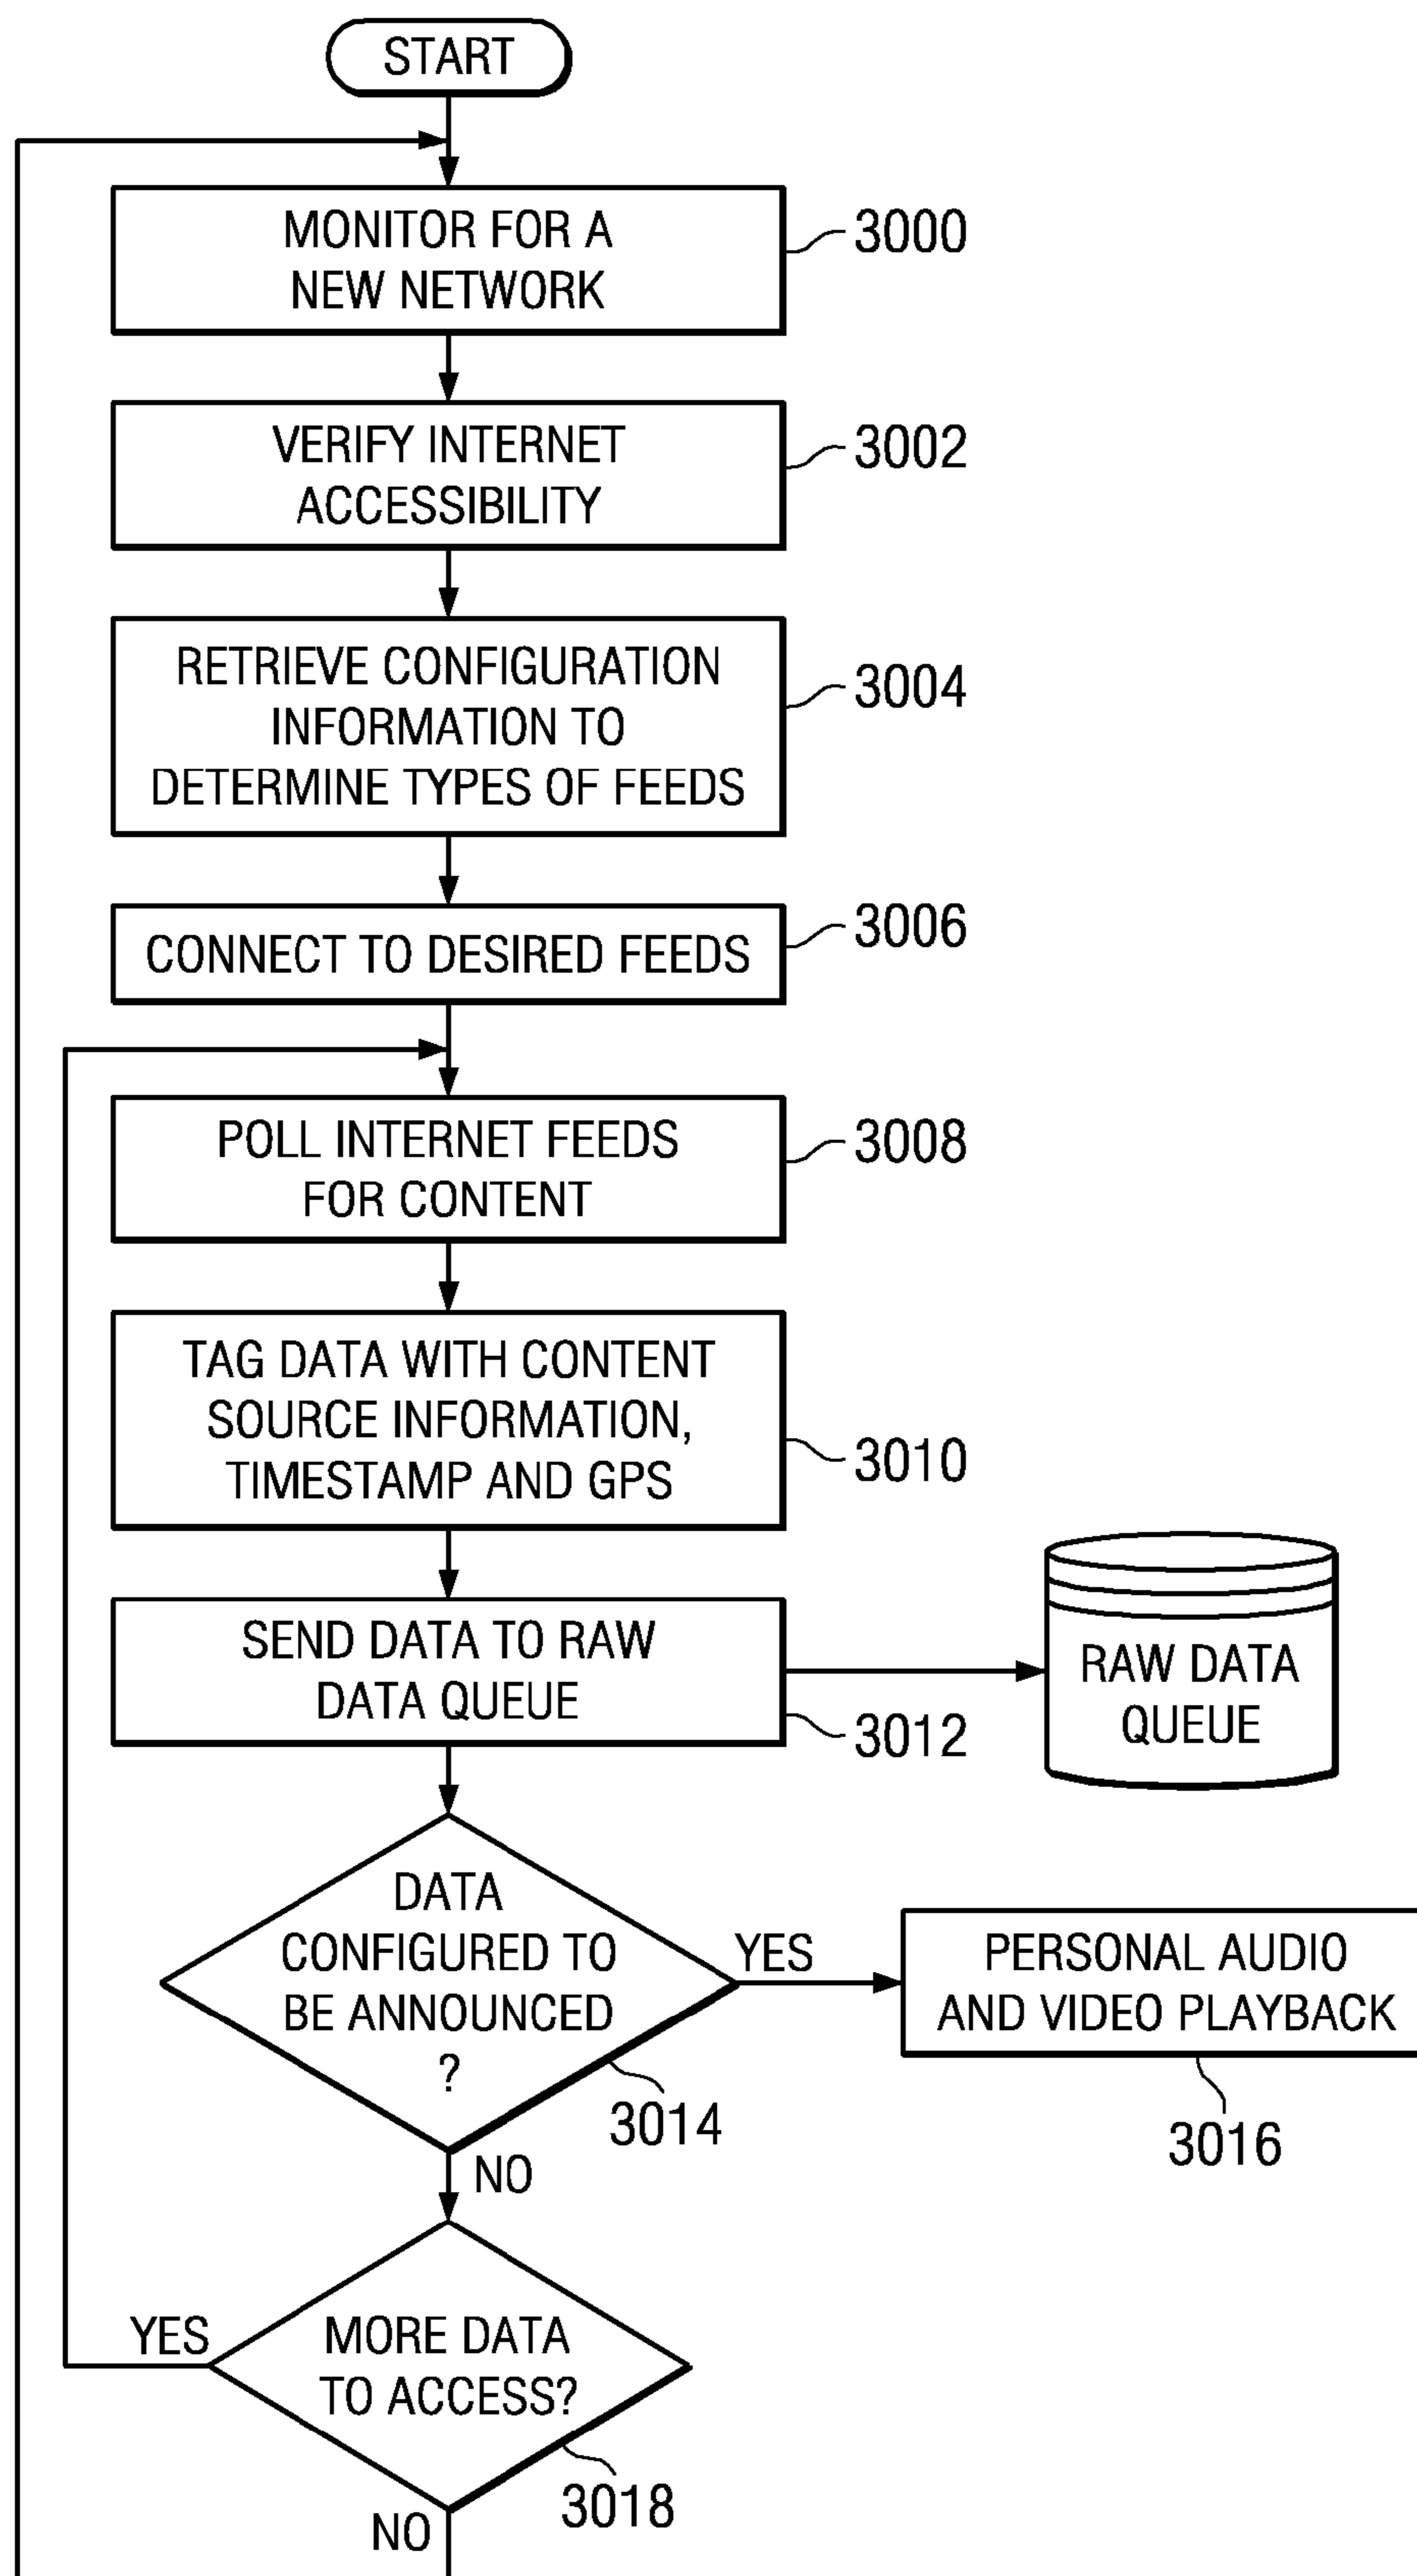 START
MONITOR FOR A
NEW NETWORK
3000
VERIFY INTERNET
ACCESSIBILITY
3002
RETRIEVE CONFIGURATION
INFORMATION TO
DETERMINE TYPES OF FEEDS
3004
CONNECT TO DESIRED FEEDS
3006
POLL INTERNET FEEDS
FOR CONTENT
3008
TAG DATA WITH CONTENT
SOURCE INFORMATION,
TIMESTAMP AND GPS
3010
SEND DATA TO RAW
DATA QUEUE
3012
RAW DATA
QUEUE
DATA
CONFIGURED TO
BE ANNOUNCED
?
3014
YES
PERSONAL AUDIO
AND VIDEO PLAYBACK
3016
NO
MORE DATA
TO ACCESS?
3018
YES
NO